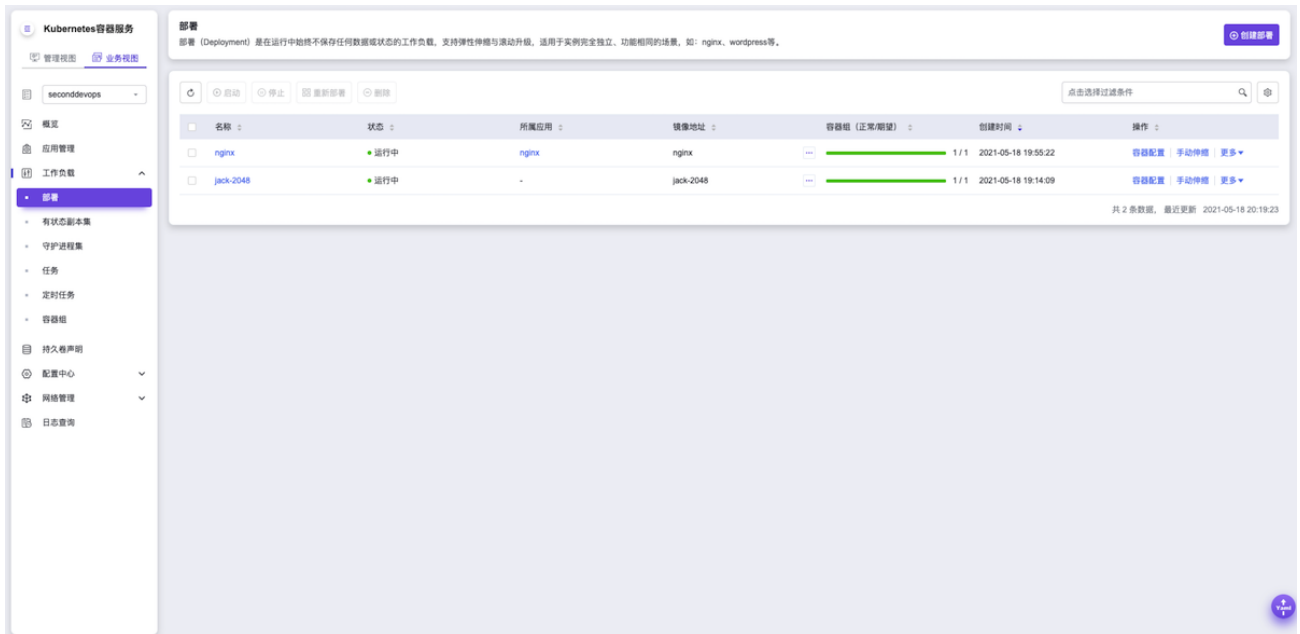 Kubernetes容器服务
管理视图 业务视图
seconddevops
概览
应用管理
工作负载
部署
有状态副本集
守护进程集
任务
定时任务
容器组
持久卷声明
配置中心
网络管理
日志查询
部署
部署（Deployment）是在运行中始终不保存任何数据或状态的工作负载，支持弹性伸缩与滚动升级，适用于实例完全独立、功能相同的场景，如：nginx、wordpress等。
创建部署
启动 停止 重新部署 删除
点击选择过滤条件
名称 状态 所属应用 镜像地址 容器组（正常/期望） 创建时间 操作
nginx 运行中 nginx nginx ... 1 / 1 2021-05-18 19:55:22 容器配置 手动伸缩 更多
jack-2048 运行中 - jack-2048 ... 1 / 1 2021-05-18 19:14:09 容器配置 手动伸缩 更多
共 2 条数据， 最近更新 2021-05-18 20:19:23
Yaml